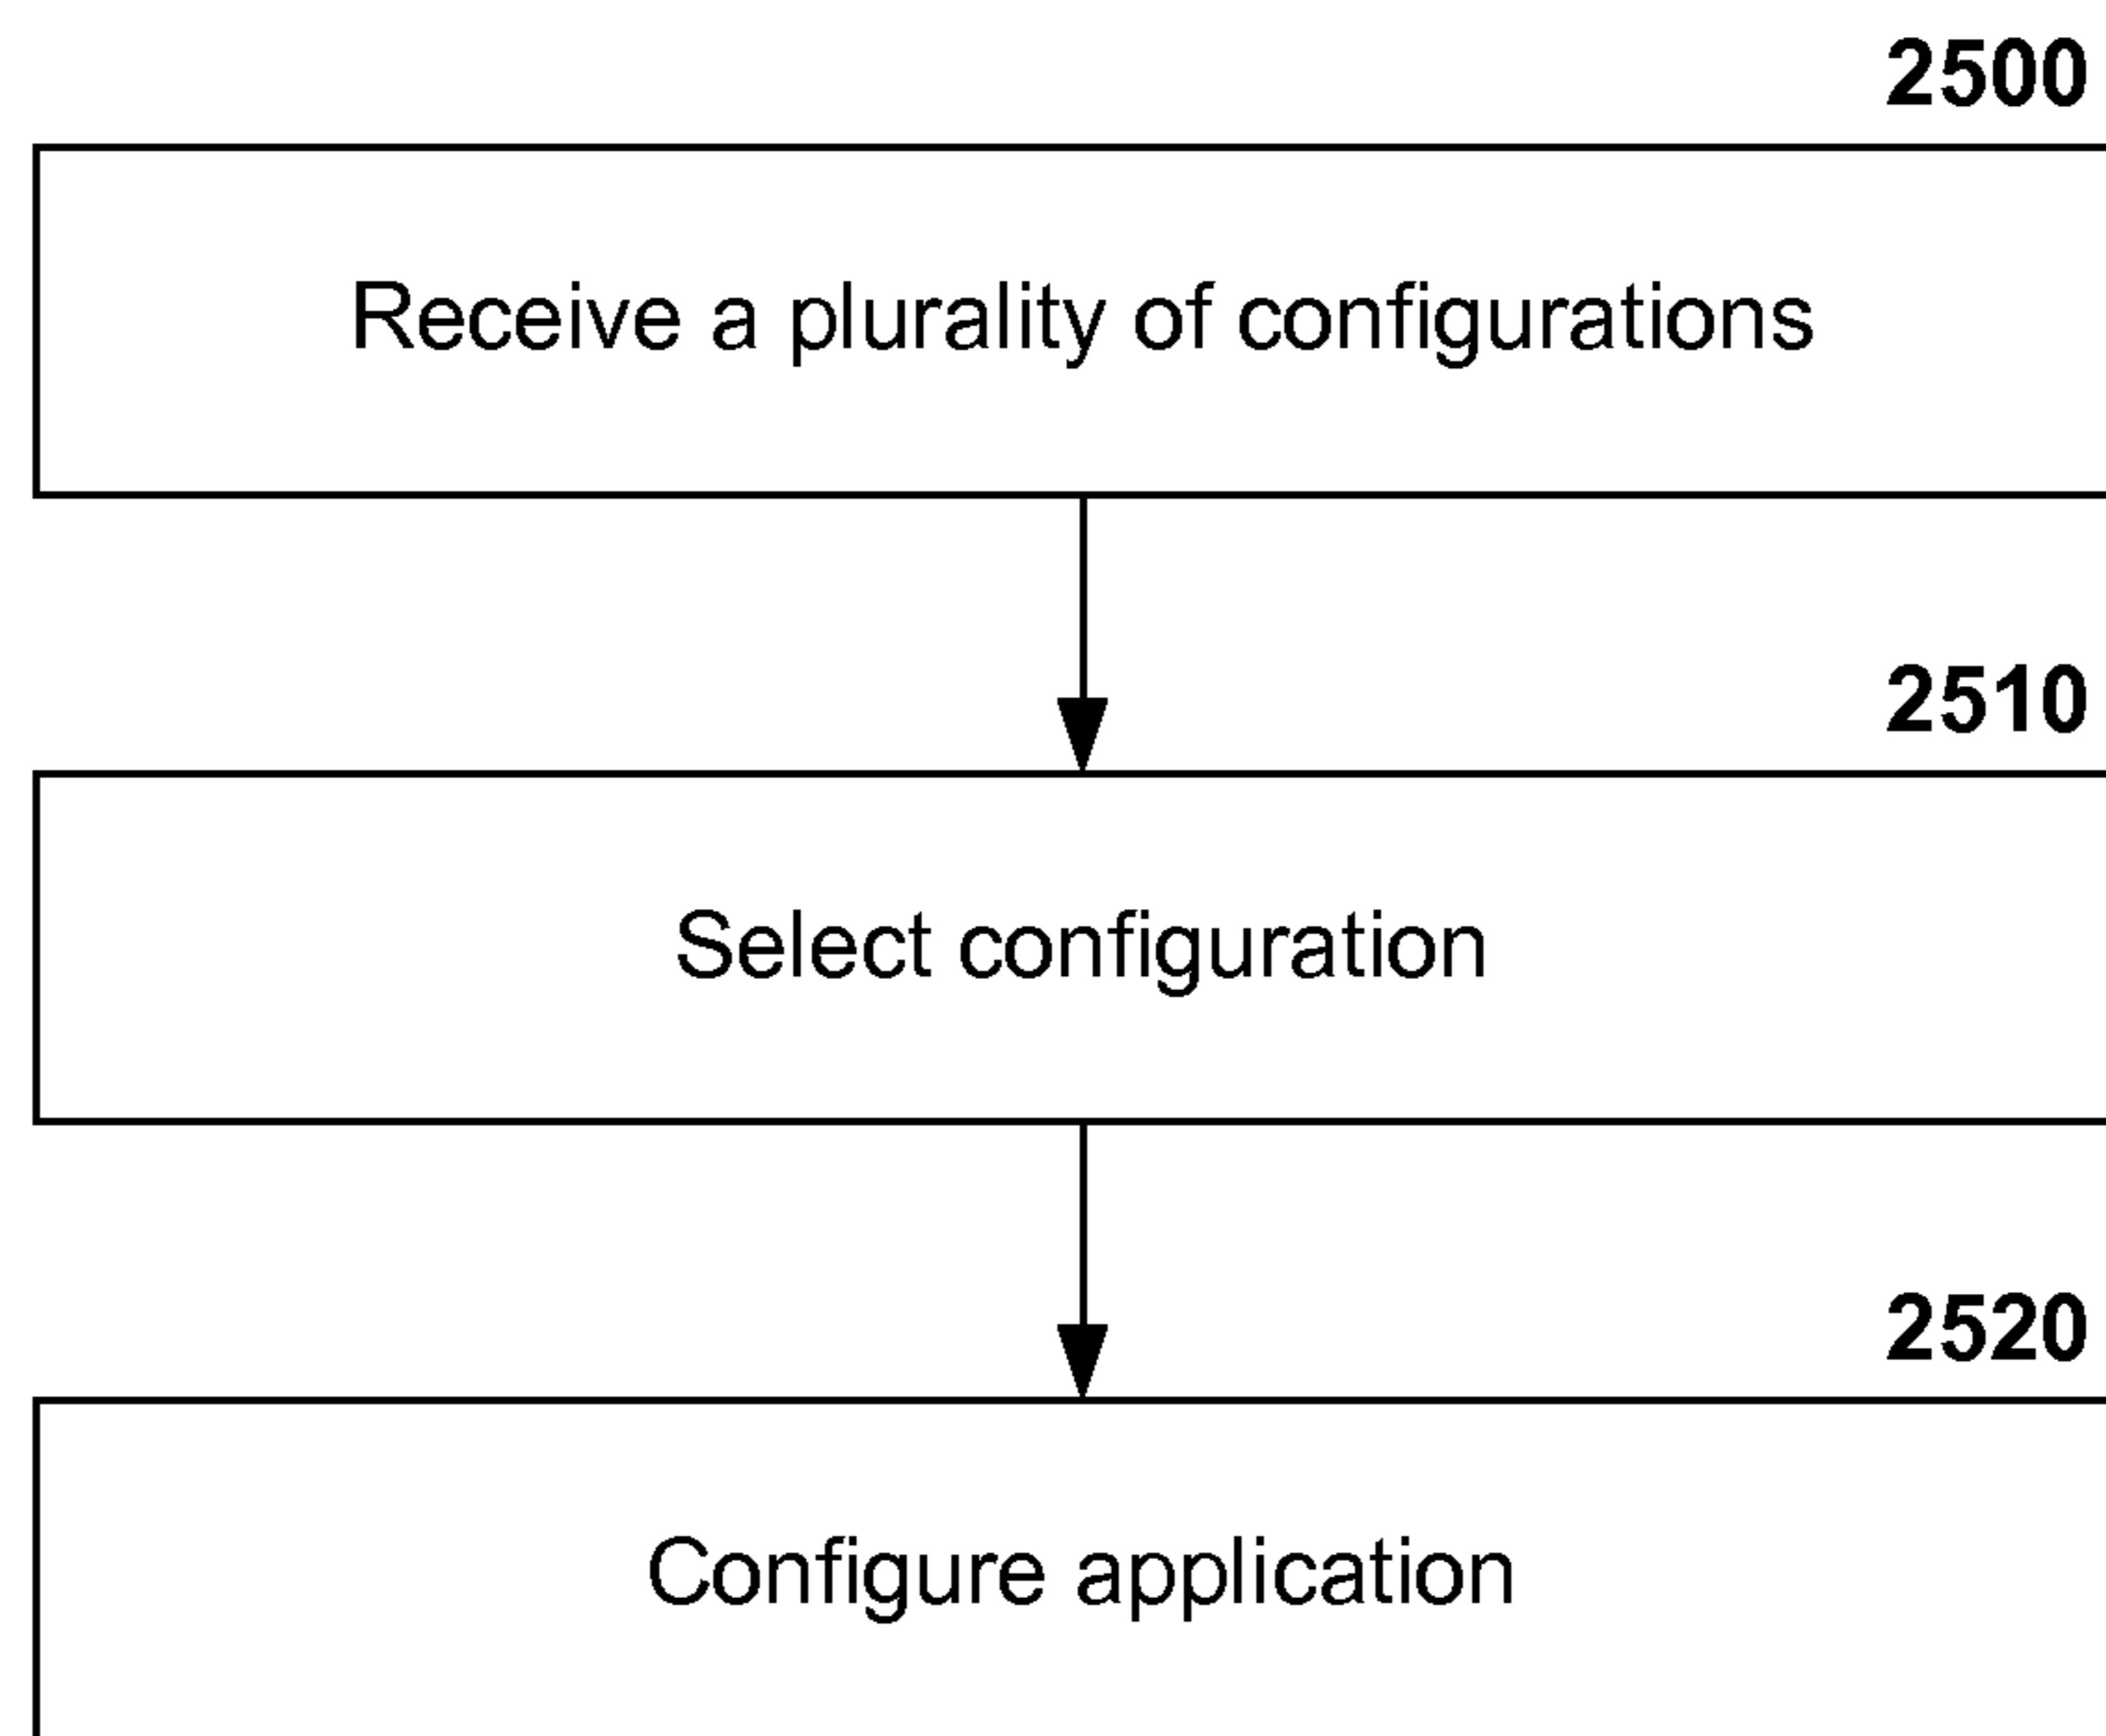 2500
Receive a plurality of configurations
2510
Select configuration
2520
Configure application